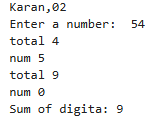 Karan,02
Enter a number:  54
total 4
num 5
total 9
num 0
Sum of digita: 9